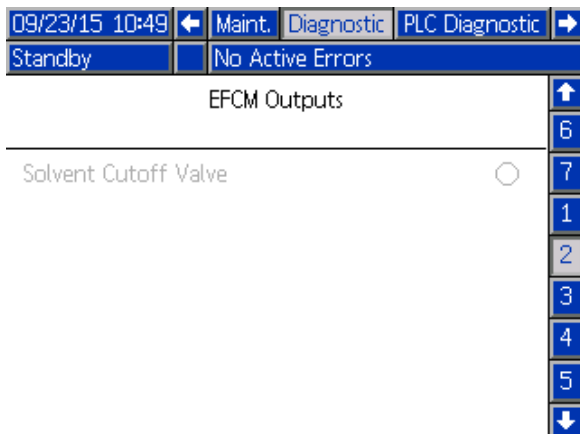 09/23/15 10:49 Maint. Diagnostic PLC Diagnostic
Standby No Active Errors
EFCM Outputs
6
Solvent Cutoff Valve
7
1
2
3
4
5